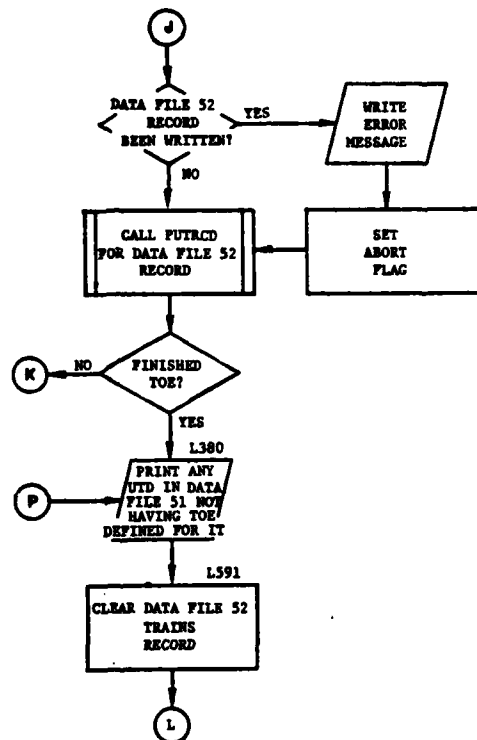 J
DATA FILE 52
RECORD
BEEN WRITTEN?
YES
WRITE
ERROR
MESSAGE
NO
CALL PUTRCD
FOR DATA FILE 52
RECORD
SET
ABORT
FLAG
K
NO
FINISHED
TOE?
YES
L380
P
PRINT ANY
UTD IN DATA
FILE 51 NOT
HAVING TOE
DEFINED FOR IT
L591
CLEAR DATA FILE 52
TRAINS
RECORD
L